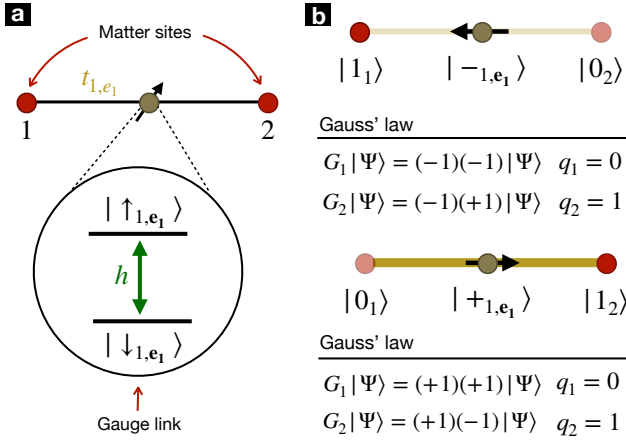 a
Matter sites
t_{1,e_1}
1
2
| ↑_{1,e_1} ⟩
h
| ↓_{1,e_1} ⟩
Gauge link
b
|1_1⟩ |−_{1,e_1}⟩ |0_2⟩
Gauss’ law
G_1|Ψ⟩ = (−1)(−1)|Ψ⟩ q_1 = 0
G_2|Ψ⟩ = (−1)(+1)|Ψ⟩ q_2 = 1
|0_1⟩ |+_{1,e_1}⟩ |1_2⟩
Gauss’ law
G_1|Ψ⟩ = (+1)(+1)|Ψ⟩ q_1 = 0
G_2|Ψ⟩ = (+1)(−1)|Ψ⟩ q_2 = 1